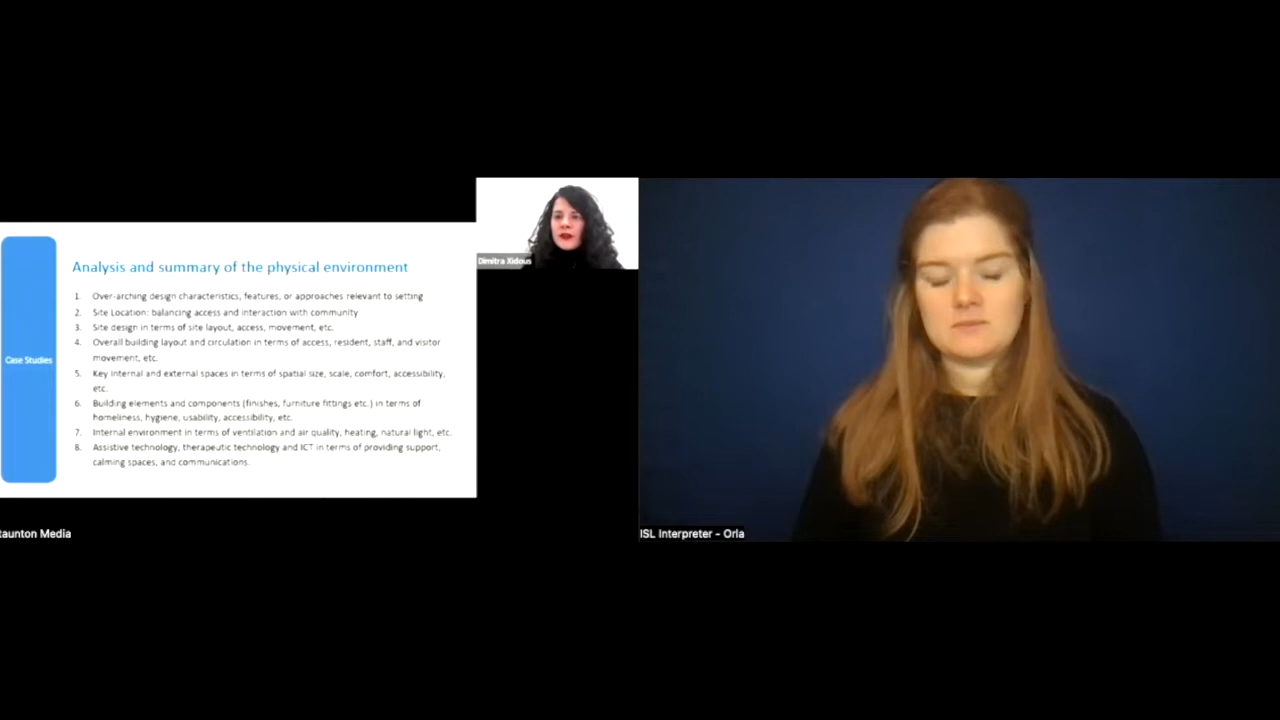 Dimitra Xidous
Analysis and summary of the physical environment
1. Over-arching design characteristics, features, or approaches relevant to setting
2. Site Location: balancing access and interaction with community
3. Site design in terms of site layout, access, movement, etc.
4. Overall building layout and circulation in terms of access, resident, staff, and visitor
movement, etc.
Case Studies
5. Key internal and external spaces in terms of spatial size, scale, comfort, accessibility,
etc.
6. Building elements and components (finishes, furniture fittings etc.) in terms of
homeliness, hygiene, usability, accessibility, etc.
7. Internal environment in terms of ventilation and air quality, heating, natural light, etc.
8. Assistive technology, therapeutic technology and ICT in terms of providing support,
calming spaces, and communications.
taunton Media
ISL Interpreter - Orla